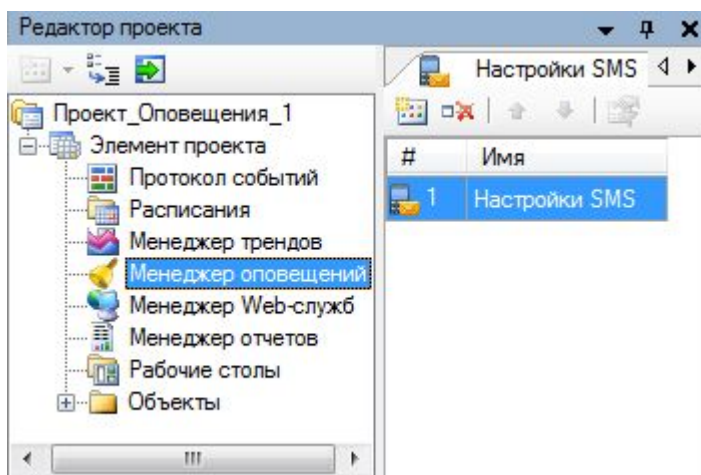 Редактор проекта
Настройки SMS
Проект_Оповещения_1
Элемент проекта
Протокол событий
Расписания
Менеджер трендов
Менеджер оповещений
Менеджер Web-служб
Менеджер отчетов
Рабочие столы
Объекты
# Имя
1 Настройки SMS